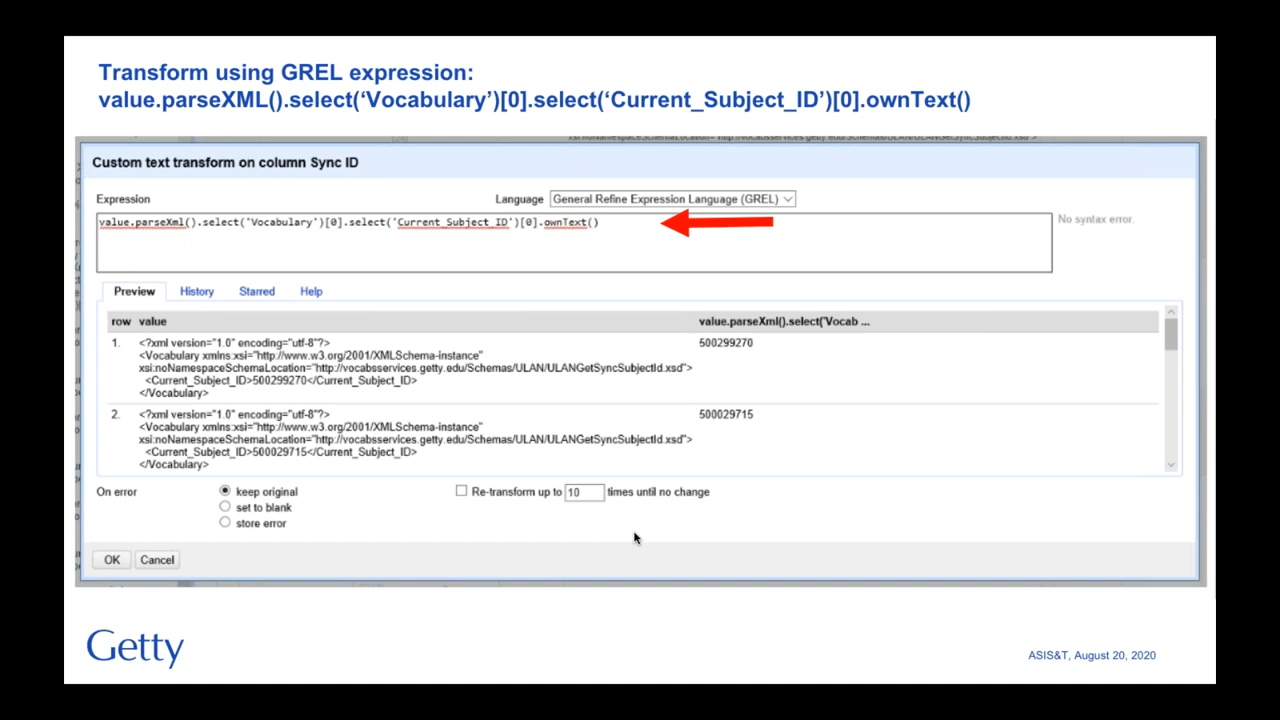 Transform using GREL expression:
value.parseXML().select(‘Vocabulary’)[0].select(‘Current_Subject_ID’)[0].ownText()
Custom text transform on column Sync ID
Expression
Language General Refine Expression Language (GREL)
value.parseXml().select('Vocabulary')[0].select('Current_Subject_ID')[0].ownText()
No syntax error.
Preview History Starred Help
row value value.parseXml().select('Vocab ...
1. <?xml version="1.0" encoding="utf-8"?> 500299270
<Vocabulary xmlns:xsi="http://www.w3.org/2001/XMLSchema-instance"
xsi:noNamespaceSchemaLocation="http://vocabsservices.getty.edu/Schemas/ULAN/ULANGetSyncSubjectId.xsd">
<Current_Subject_ID>500299270</Current_Subject_ID>
</Vocabulary>
2. <?xml version="1.0" encoding="utf-8"?> 500029715
<Vocabulary xmlns:xsi="http://www.w3.org/2001/XMLSchema-instance"
xsi:noNamespaceSchemaLocation="http://vocabsservices.getty.edu/Schemas/ULAN/ULANGetSyncSubjectId.xsd">
<Current_Subject_ID>500029715</Current_Subject_ID>
</Vocabulary>
On error keep original Re-transform up to 10 times until no change
set to blank
store error
OK Cancel
Getty
ASIS&T, August 20, 2020